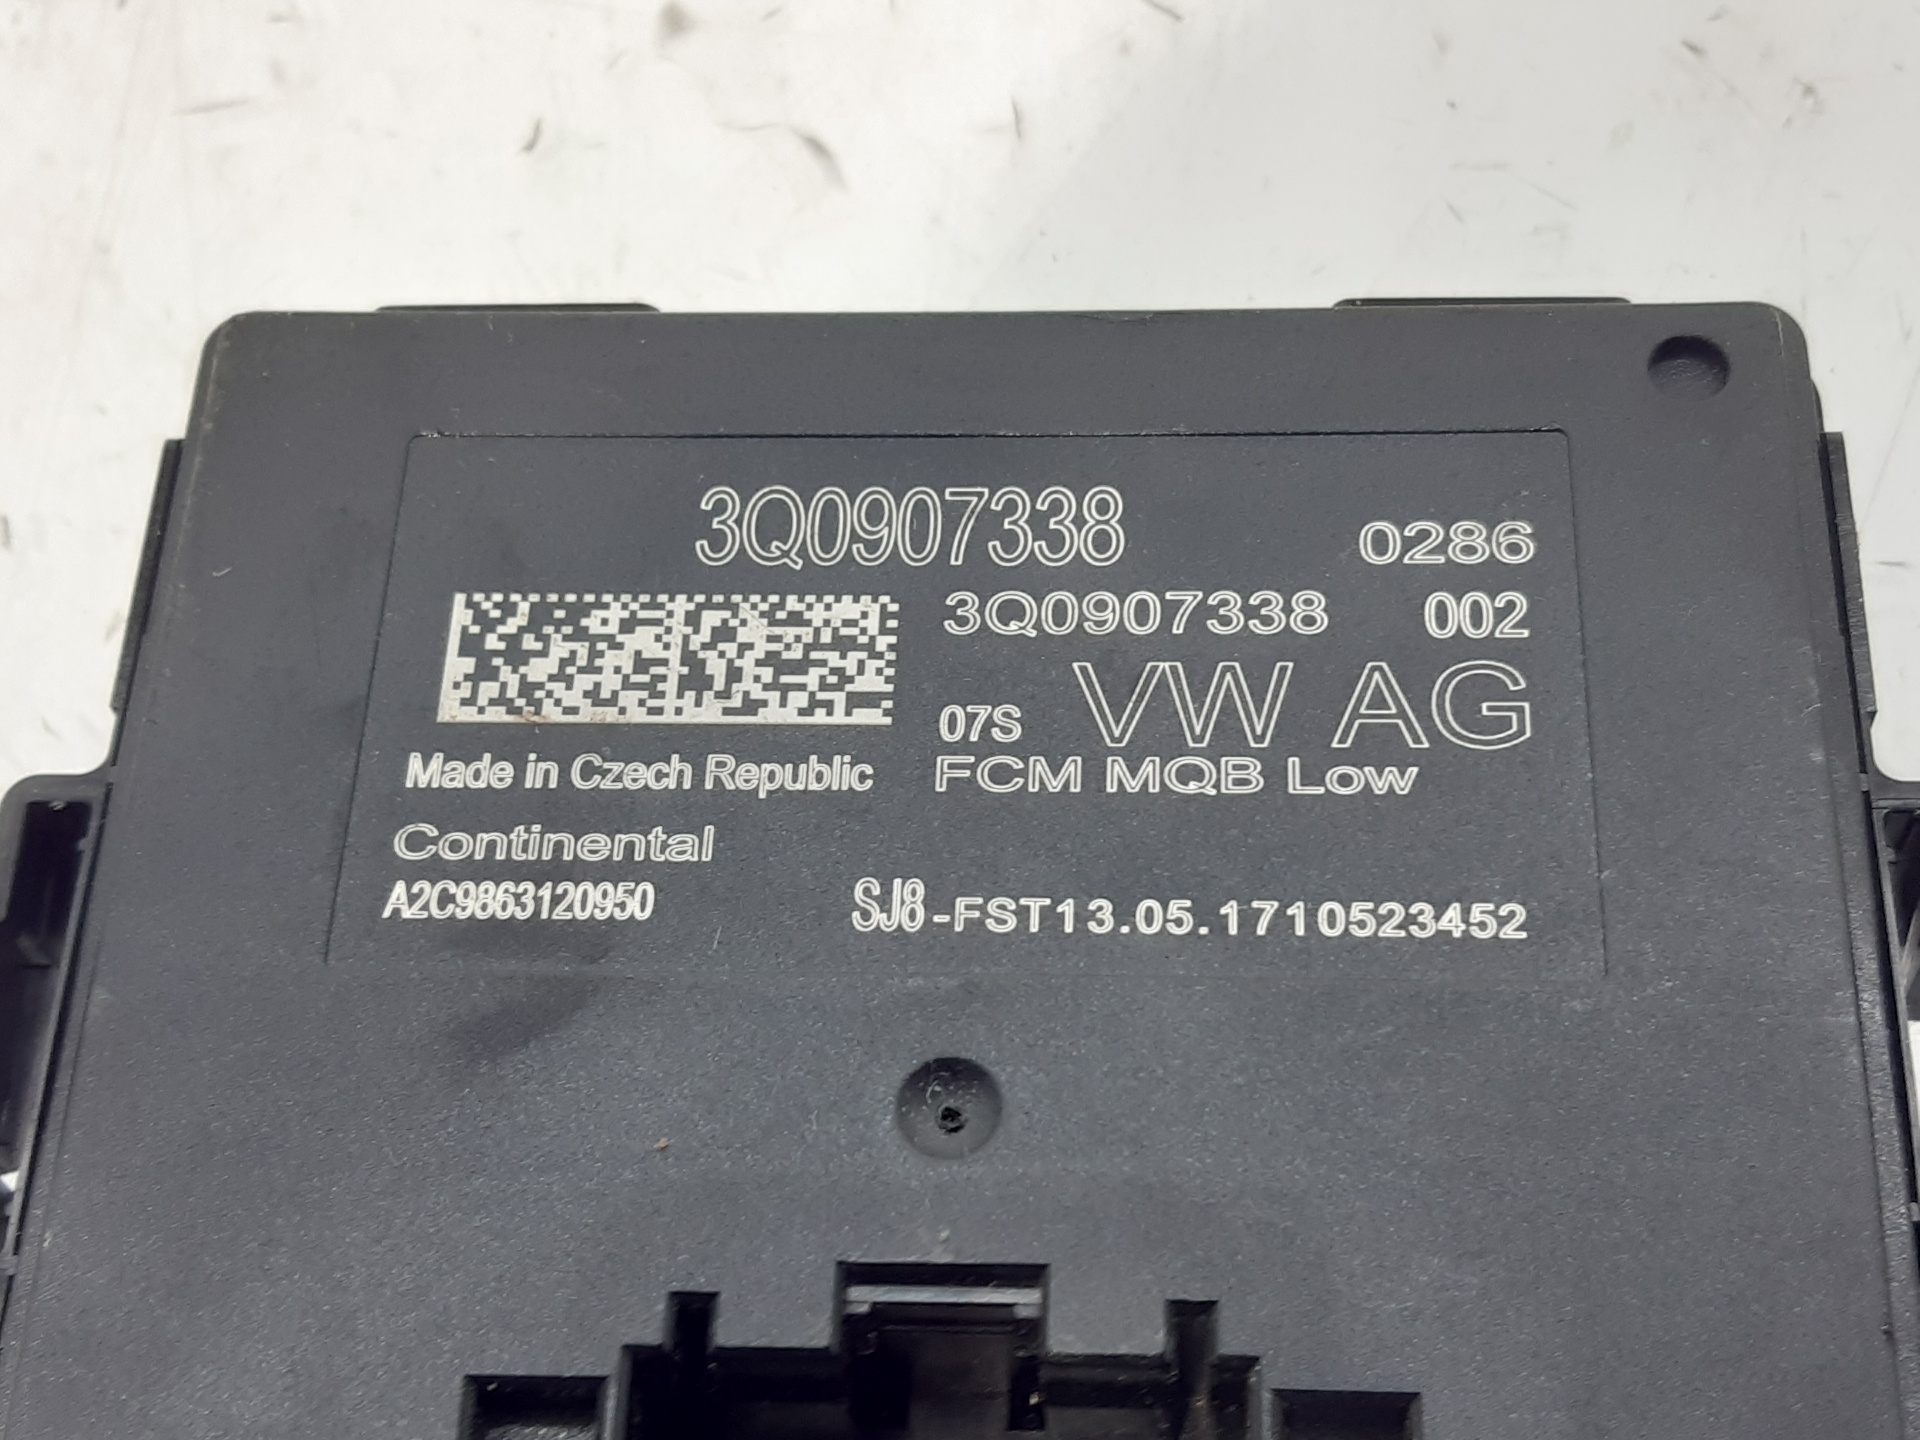 3Q0907338 0286
3Q0907338 002
07S VW AG
Made in Czech Republic FCM MQB Low
Continental
A2C9863120950 SJ8-FST13.05.1710523452